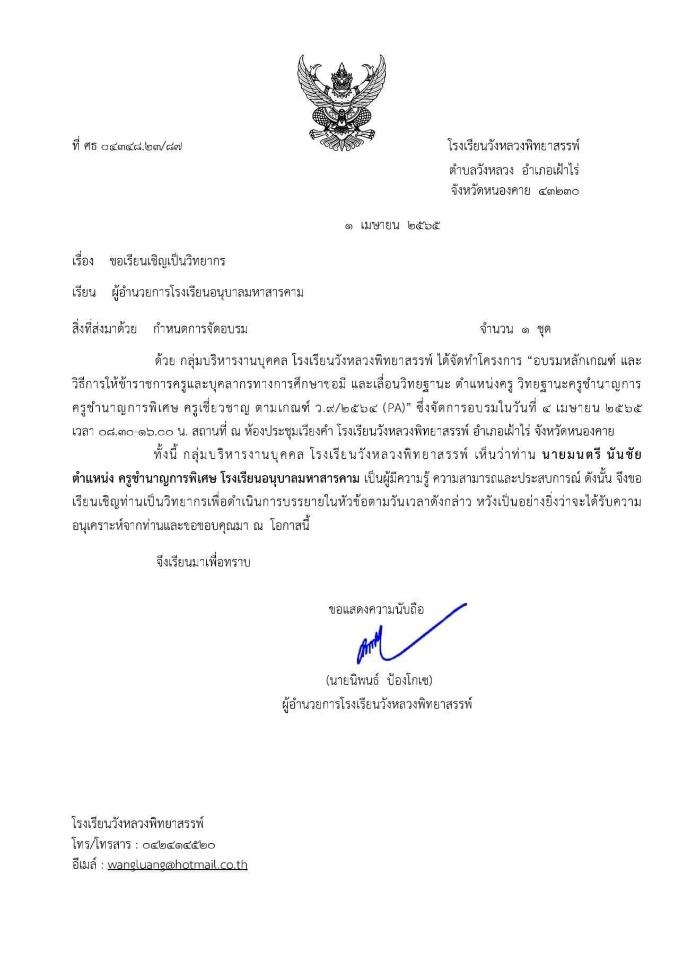 ที่ ศธ ๐๔๓๔๘.๒๓/๘๗
โรงเรียนวังหลวงพิทยาสรรพ์
ตำบลวังหลวง อำเภอเฝ้าไร่
จังหวัดหนองคาย ๔๓๒๓๐
๑ เมษายน ๒๕๖๕
เรื่อง ขอเรียนเชิญเป็นวิทยากร
เรียน ผู้อำนวยการโรงเรียนอนุบาลมหาสารคาม
สิ่งที่ส่งมาด้วย กำหนดการจัดอบรม จำนวน ๑ ชุด
ด้วย กลุ่มบริหารงานบุคคล โรงเรียนวังหลวงพิทยาสรรพ์ ได้จัดทำโครงการ “อบรมหลักเกณฑ์ และ
วิธีการให้ข้าราชการครูและบุคลากรทางการศึกษาขอมี และเลื่อนวิทยฐานะ ตำแหน่งครู วิทยฐานะครูชำนาญการ
ครูชำนาญการพิเศษ ครูเชี่ยวชาญ ตามเกณฑ์ ว.๙/๒๕๖๔ (PA)” ซึ่งจัดการอบรมในวันที่ ๔ เมษายน ๒๕๖๕
เวลา ๐๘.๓๐-๑๖.๐๐ น. สถานที่ ณ ห้องประชุมเวียงคำ โรงเรียนวังหลวงพิทยาสรรพ์ อำเภอเฝ้าไร่ จังหวัดหนองคาย
ทั้งนี้ กลุ่มบริหารงานบุคคล โรงเรียนวังหลวงพิทยาสรรพ์ เห็นว่าท่าน นายมนตรี นันชัย
ตำแหน่ง ครูชำนาญการพิเศษ โรงเรียนอนุบาลมหาสารคาม เป็นผู้มีความรู้ ความสามารถและประสบการณ์ ดังนั้น จึงขอ
เรียนเชิญท่านเป็นวิทยากรเพื่อดำเนินการบรรยายในหัวข้อตามวันเวลาดังกล่าว หวังเป็นอย่างยิ่งว่าจะได้รับความ
อนุเคราะห์จากท่านและขอขอบคุณมา ณ โอกาสนี้
จึงเรียนมาเพื่อทราบ
ขอแสดงความนับถือ
(นายนิพนธ์ ป้องโกเซ)
ผู้อำนวยการโรงเรียนวังหลวงพิทยาสรรพ์
โรงเรียนวังหลวงพิทยาสรรพ์
โทร/โทรสาร : ๐๔๒๔๑๔๕๒๐
อีเมล์ : wangluang@hotmail.co.th